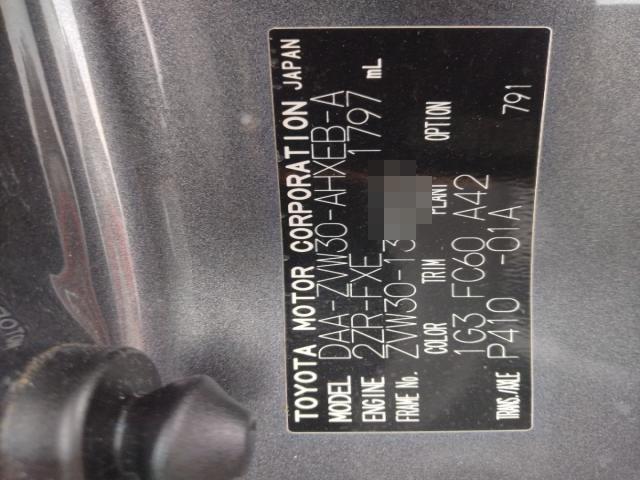 TOYOTA MOTOR CORPORATION JAPAN
MODEL DAA-ZVW30-AHXEB-A
ENGINE 2ZR-FXE 1797 mL
FRAME No. ZVW30-13
COLOR TRIM PLANT OPTION
1G3 FC60 A42
TRANS./AXLE P410 -01A 791